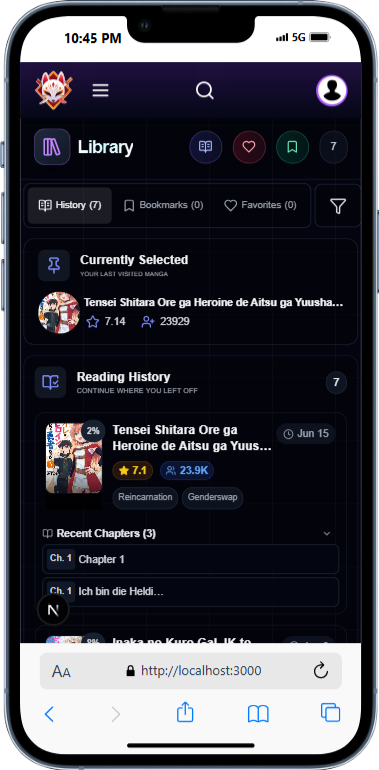 10:45 PM
5G
Library
7
History (7)
Bookmarks (0)
Favorites (0)
Currently Selected
YOUR LAST VISITED MANGA
Tensei Shitara Ore ga Heroine de Aitsu ga Yuusha...
7.14
23929
Reading History
CONTINUE WHERE YOU LEFT OFF
7
2%
Tensei Shitara Ore ga
Heroine de Aitsu ga Yuus...
Jun 15
7.1
23.9K
Reincarnation
Genderswap
Recent Chapters (3)
Ch. 1
Chapter 1
Ch. 1
Ich bin die Heldi...
N
Inaka no Kuro Gal JK to
AA
http://localhost:3000